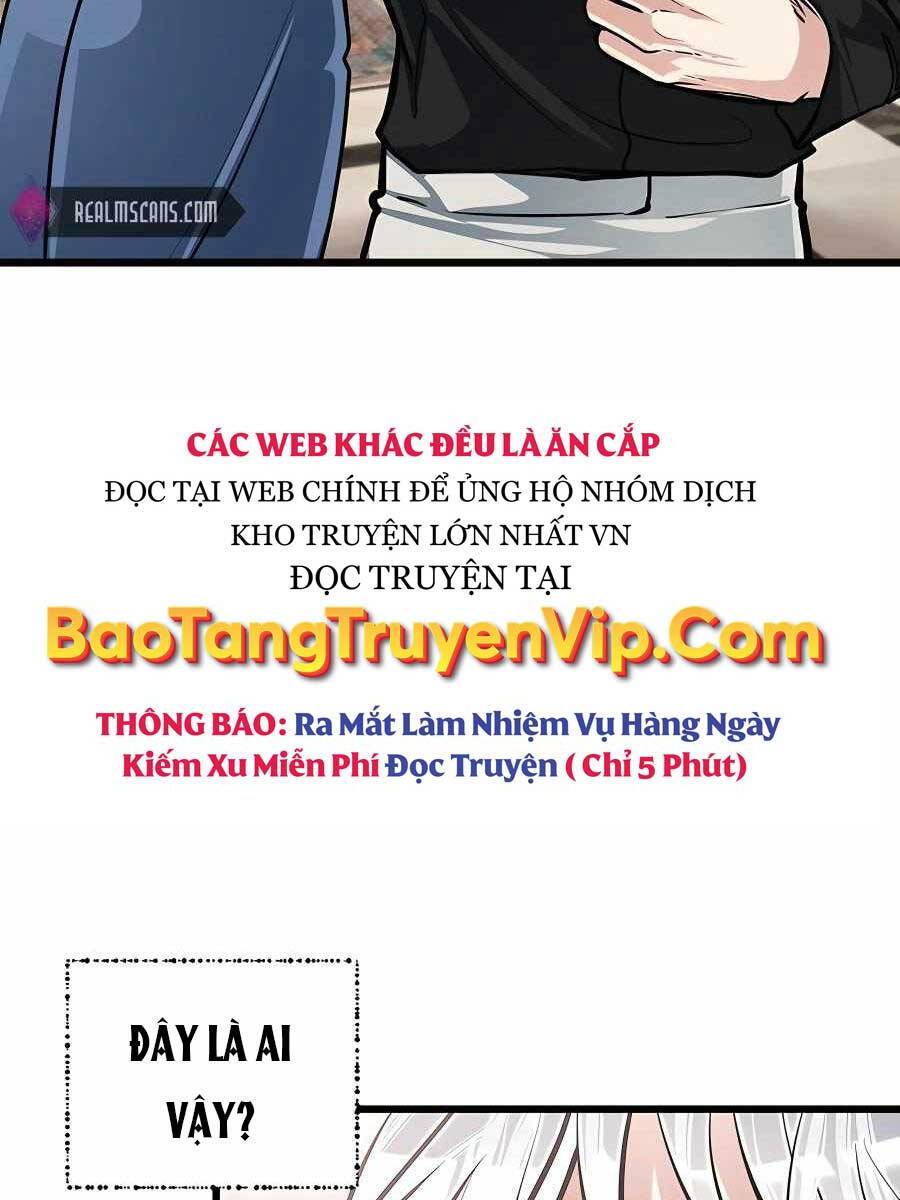 REALMSCANS.COM
CÁC WEB KHÁC ĐỀU LÀ ĂN CẮP
ĐỌC TẠI WEB CHÍNH ĐỂ ỦNG HỘ NHÓM DỊCH
KHO TRUYỆN LỚN NHẤT VN
ĐỌC TRUYỆN TẠI
BaoTangTruyenVip.Com
THÔNG BÁO: Ra Mắt Làm Nhiệm Vụ Hàng Ngày
Kiếm Xu Miễn Phí Đọc Truyện ( Chỉ 5 Phút)
ĐÂY LÀ AI
VẬY?